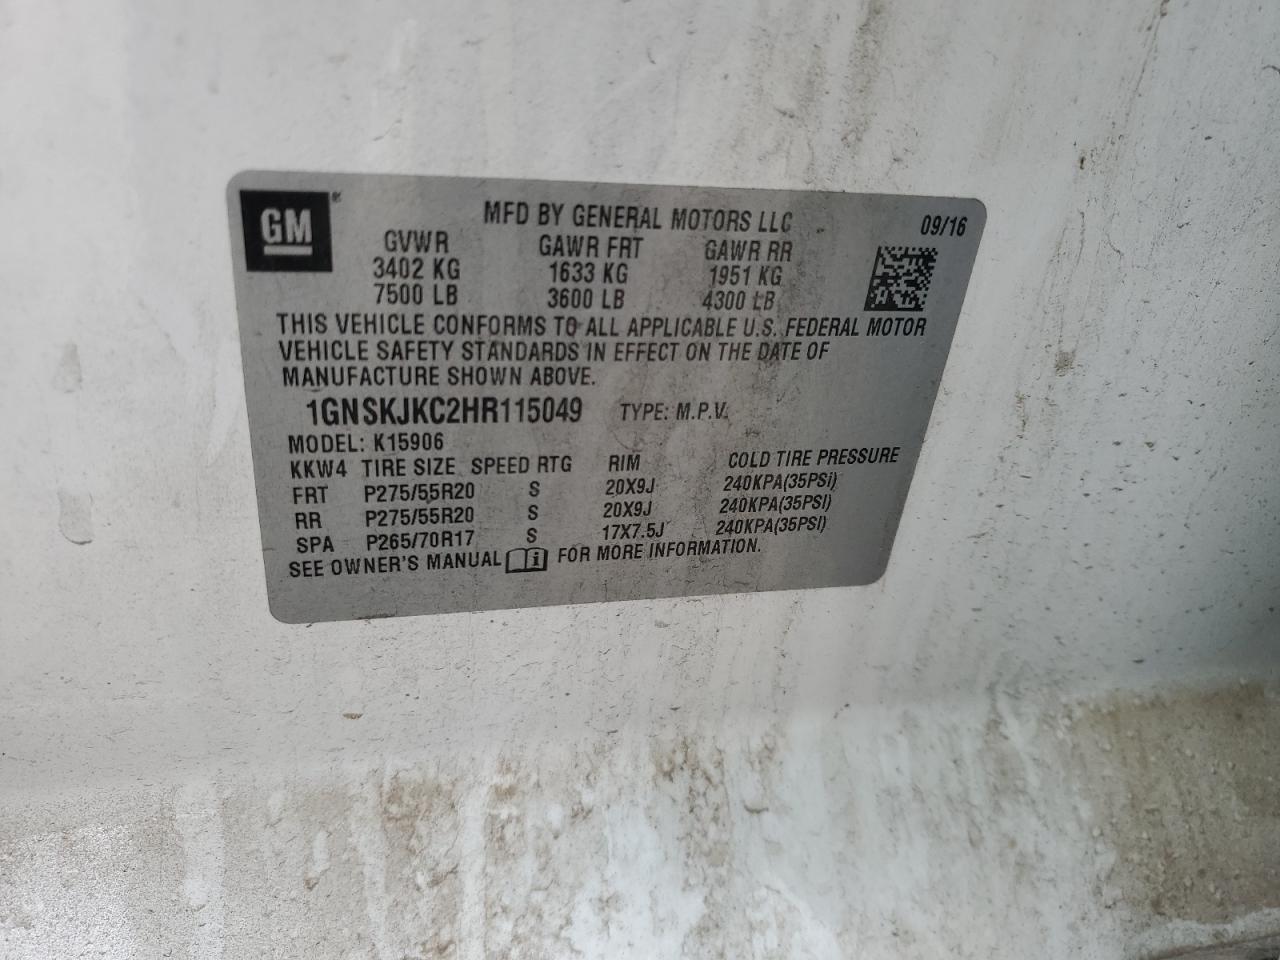 GM ®
MFD BY GENERAL MOTORS LLC 09/16
GVWR GAWR FRT GAWR RR
3402 KG 1633 KG 1951 KG
7500 LB 3600 LB 4300 LB
THIS VEHICLE CONFORMS TO ALL APPLICABLE U.S. FEDERAL MOTOR
VEHICLE SAFETY STANDARDS IN EFFECT ON THE DATE OF
MANUFACTURE SHOWN ABOVE.
1GNSKJKC2HR115049 TYPE: M.P.V.
MODEL: K15906
KKW4 TIRE SIZE SPEED RTG RIM COLD TIRE PRESSURE
FRT P275/55R20 S 20X9J 240KPA(35PSI)
RR P275/55R20 S 20X9J 240KPA(35PSI)
SPA P265/70R17 S 17X7.5J 240KPA(35PSI)
SEE OWNER'S MANUAL i FOR MORE INFORMATION.